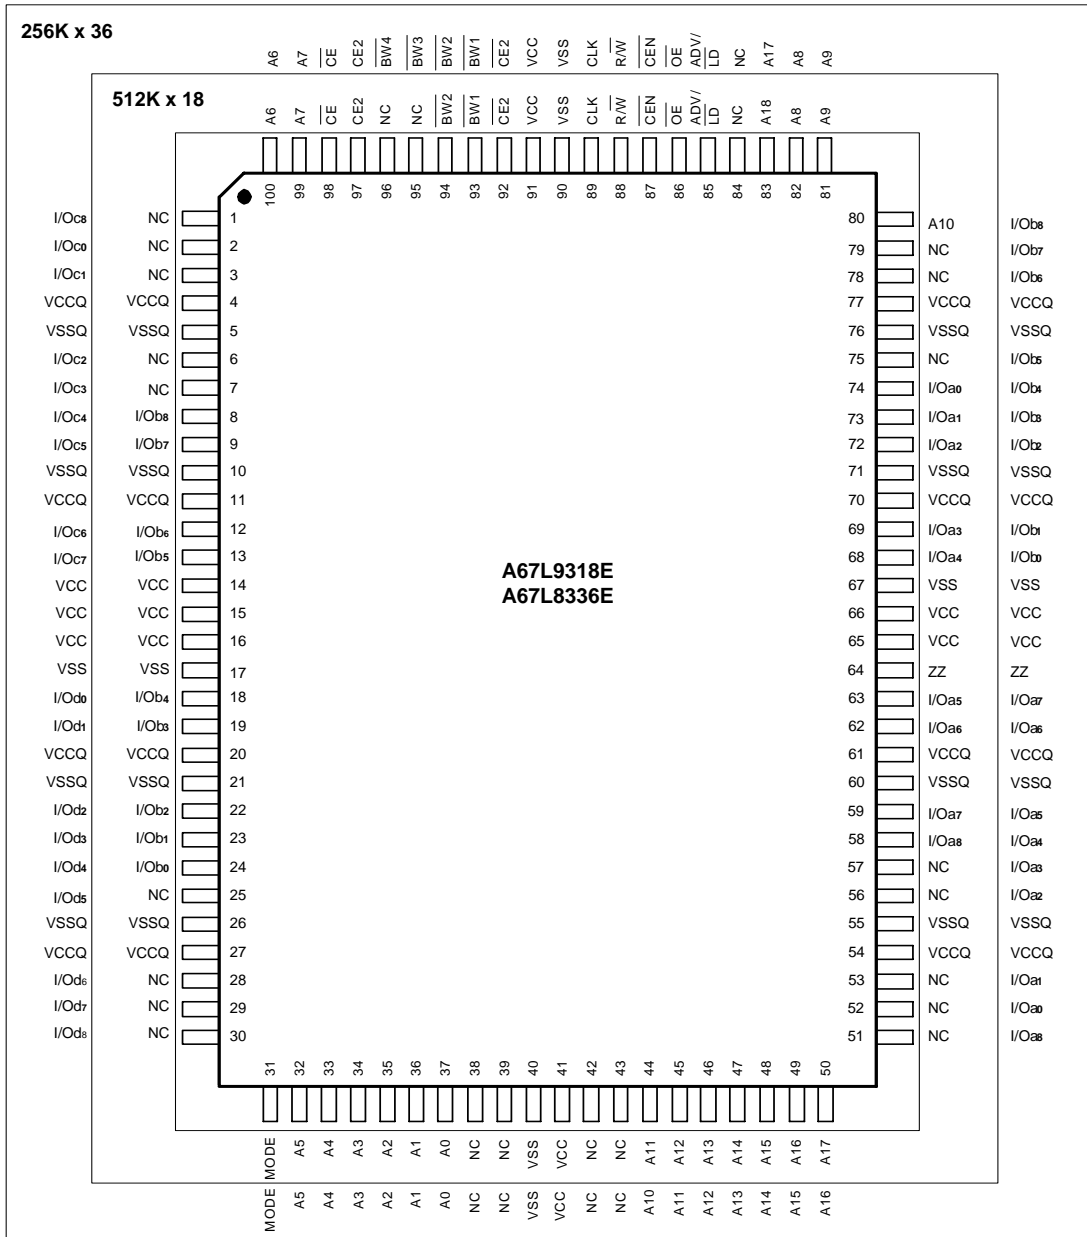 256K x 36
A6 A7 CE CE2 BW4 BW3 BW2 BW1 CE2 VCC VSS CLK R/W CEN OE ADV/LD NC A17 A8 A9
512K x 18
A6 A7 CE CE2 NC NC BW2 BW1 CE2 VCC VSS CLK R/W CEN OE ADV/LD NC A18 A8 A9
100 99 98 97 96 95 94 93 92 91 90 89 88 87 86 85 84 83 82 81
I/Oc8 NC 1 80 A10 I/Ob8
I/Oc0 NC 2 79 NC I/Ob7
I/Oc1 NC 3 78 NC I/Ob6
VCCQ VCCQ 4 77 VCCQ VCCQ
VSSQ VSSQ 5 76 VSSQ VSSQ
I/Oc2 NC 6 75 NC I/Ob5
I/Oc3 NC 7 74 I/Oa0 I/Ob4
I/Oc4 I/Ob8 8 73 I/Oa1 I/Ob3
I/Oc5 I/Ob7 9 72 I/Oa2 I/Ob2
VSSQ VSSQ 10 71 VSSQ VSSQ
VCCQ VCCQ 11 70 VCCQ VCCQ
I/Oc6 I/Ob6 12 69 I/Oa3 I/Ob1
I/Oc7 I/Ob5 13 68 I/Oa4 I/Ob0
A67L9318E
A67L8336E
VCC VCC 14 67 VSS VSS
VCC VCC 15 66 VCC VCC
VCC VCC 16 65 VCC VCC
VSS VSS 17 64 ZZ ZZ
I/Od0 I/Ob4 18 63 I/Oa5 I/Oa7
I/Od1 I/Ob3 19 62 I/Oa6 I/Oa6
VCCQ VCCQ 20 61 VCCQ VCCQ
VSSQ VSSQ 21 60 VSSQ VSSQ
I/Od2 I/Ob2 22 59 I/Oa7 I/Oa5
I/Od3 I/Ob1 23 58 I/Oa8 I/Oa4
I/Od4 I/Ob0 24 57 NC I/Oa3
I/Od5 NC 25 56 NC I/Oa2
VSSQ VSSQ 26 55 VSSQ VSSQ
VCCQ VCCQ 27 54 VCCQ VCCQ
I/Od6 NC 28 53 NC I/Oa1
I/Od7 NC 29 52 NC I/Oa0
I/Od8 NC 30 51 NC I/Oa8
31 32 33 34 35 36 37 38 39 40 41 42 43 44 45 46 47 48 49 50
MODE A5 A4 A3 A2 A1 A0 NC NC VSS VCC NC NC A11 A12 A13 A14 A15 A16 A17
MODE A5 A4 A3 A2 A1 A0 NC NC VSS VCC NC NC A10 A11 A12 A13 A14 A15 A16